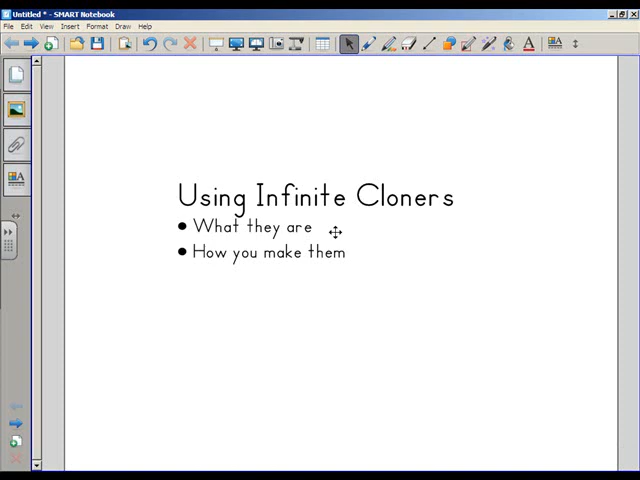 Untitled * - SMART Notebook
File Edit View Insert Format Draw Help
Using Infinite Cloners
• What they are
• How you make them